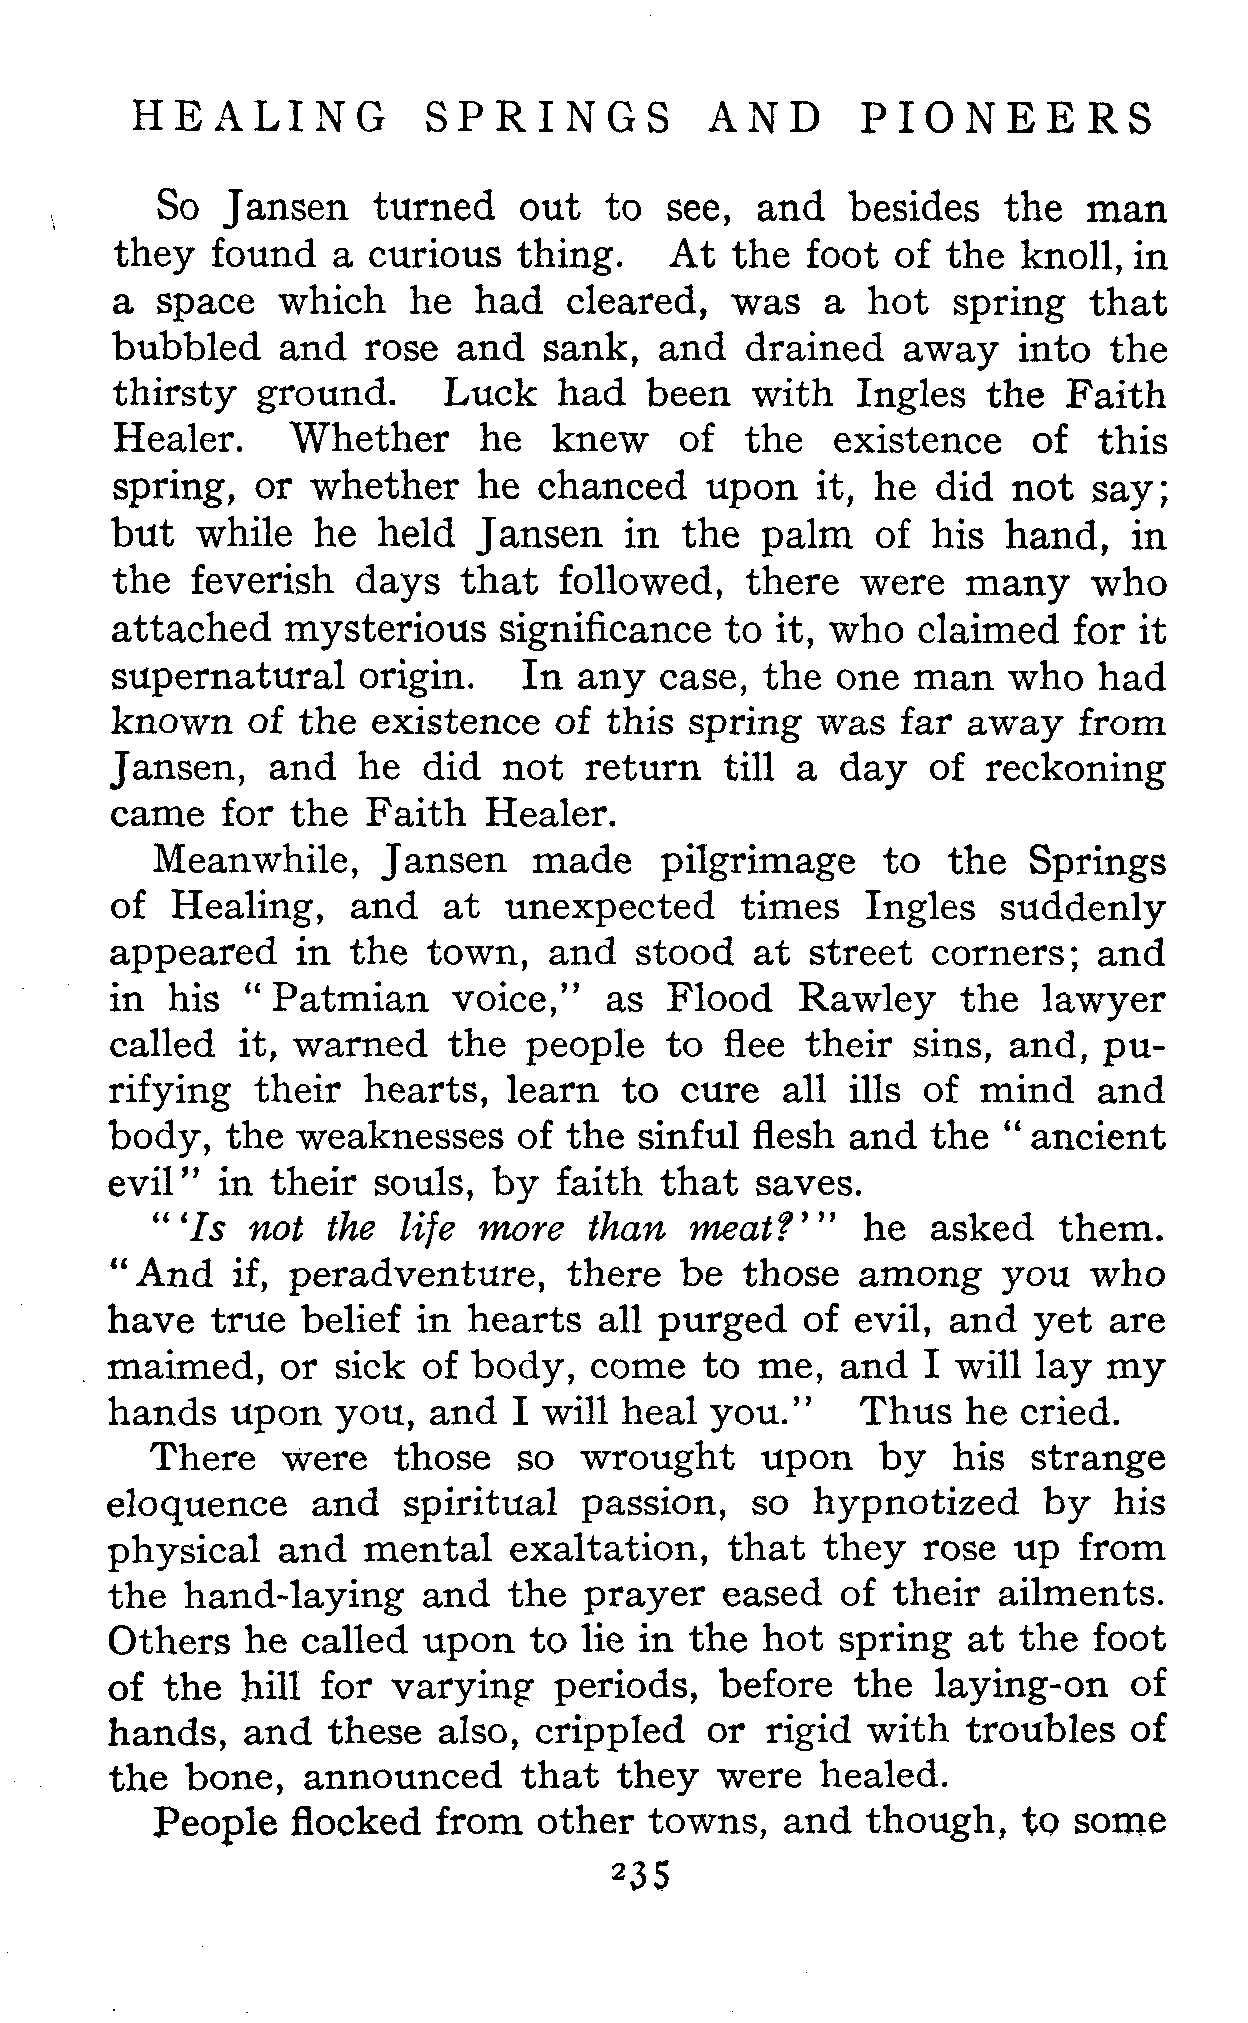 HEALING SPRINGS AND PIONEERS
So Jansen turned out to see, and besides the man
they found a curious thing. At the foot of the knoll, in
a space which he had cleared, was a hot spring that
bubbled and rose and sank, and drained away into the
thirsty ground. Luck had been with Ingles the Faith
Healer. Whether he knew of the existence of this
spring, or whether he chanced upon it, he did not say;
but while he held Jansen in the palm of his hand, in
the feverish days that followed, there were many who
attached mysterious significance to it, who claimed for it
supernatural origin. In any case, the one man who had
known of the existence of this spring was far away from
Jansen, and he did not return till a day of reckoning
came for the Faith Healer.
Meanwhile, Jansen made pilgrimage to the Springs
of Healing, and at unexpected times Ingles suddenly
appeared in the town, and stood at street corners; and
in his "Patmian voice," as Flood Rawley the lawyer
called it, warned the people to flee their sins, and, pu-
rifying their hearts, learn to cure all ills of mind and
body, the weaknesses of the sinful flesh and the "ancient
evil" in their souls, by faith that saves.
"'Is not the life more than meat?'" he asked them.
"And if, peradventure, there be those among you who
have true belief in hearts all purged of evil, and yet are
maimed, or sick of body, come to me, and I will lay my
hands upon you, and I will heal you." Thus he cried.
There were those so wrought upon by his strange
eloquence and spiritual passion, so hypnotized by his
physical and mental exaltation, that they rose up from
the hand-laying and the prayer eased of their ailments.
Others he called upon to lie in the hot spring at the foot
of the hill for varying periods, before the laying-on of
hands, and these also, crippled or rigid with troubles of
the bone, announced that they were healed.
People flocked from other towns, and though, to some
235